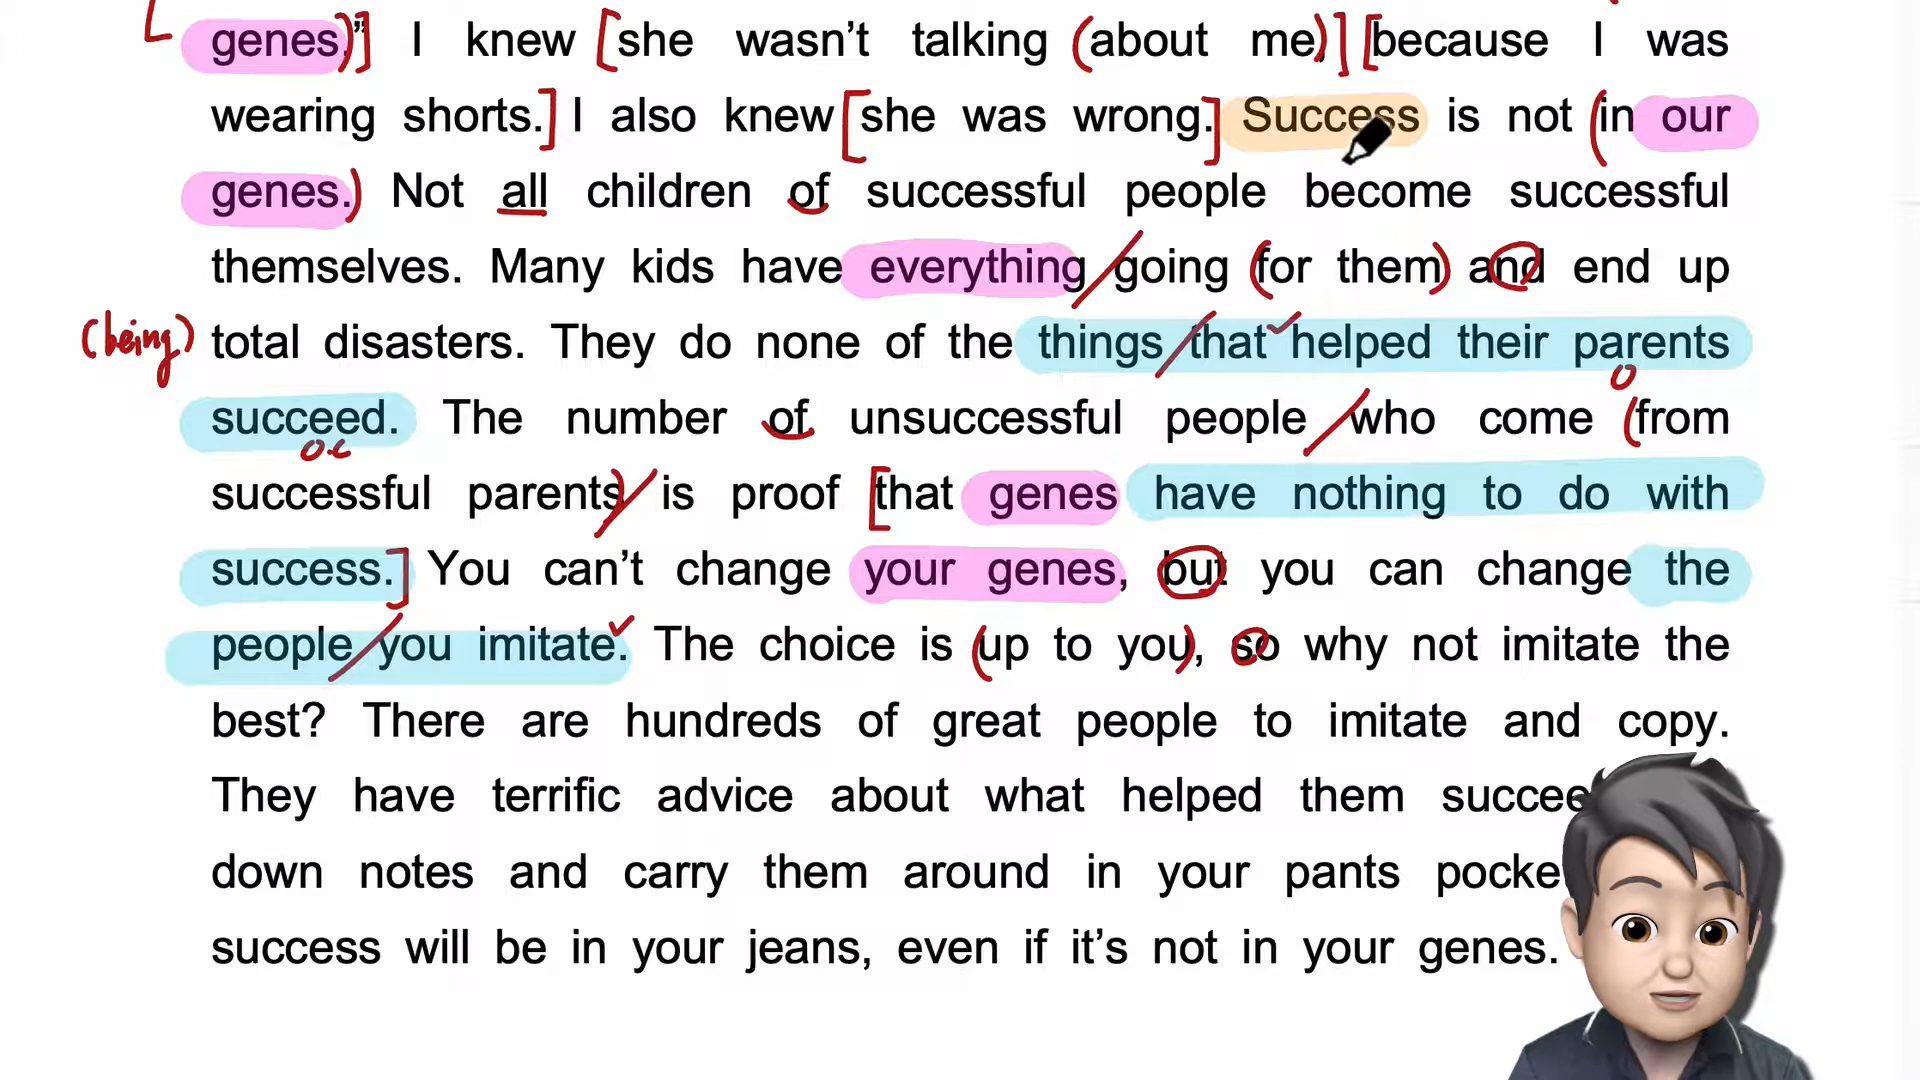 genes.” I knew she wasn’t talking about me, because I was
wearing shorts. I also knew she was wrong. Success is not in our
genes. Not all children of successful people become successful
themselves. Many kids have everything going for them and end up
(being) total disasters. They do none of the things that helped their parents
o
succeed. The number of unsuccessful people who come from
o.c
successful parents is proof that genes have nothing to do with
success. You can’t change your genes, but you can change the
people you imitate. The choice is up to you, so why not imitate the
best? There are hundreds of great people to imitate and copy.
They have terrific advice about what helped them succee
down notes and carry them around in your pants pocke
success will be in your jeans, even if it’s not in your genes.